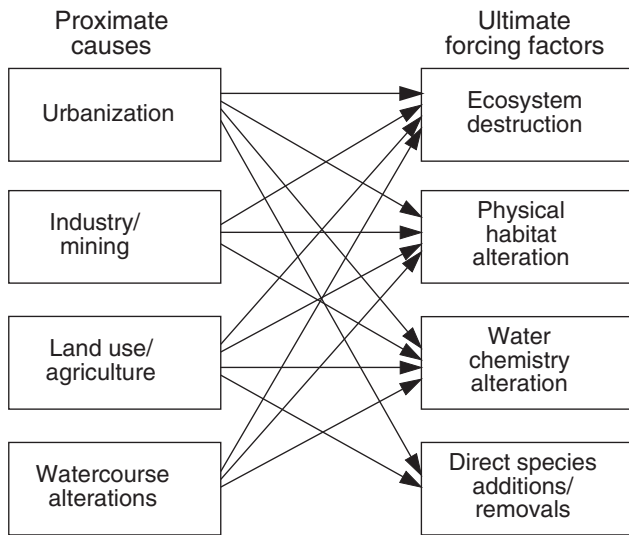 Proximate
causes
Ultimate
forcing factors
Urbanization
Ecosystem
destruction
Industry/
mining
Physical
habitat
alteration
Land use/
agriculture
Water
chemistry
alteration
Watercourse
alterations
Direct species
additions/
removals